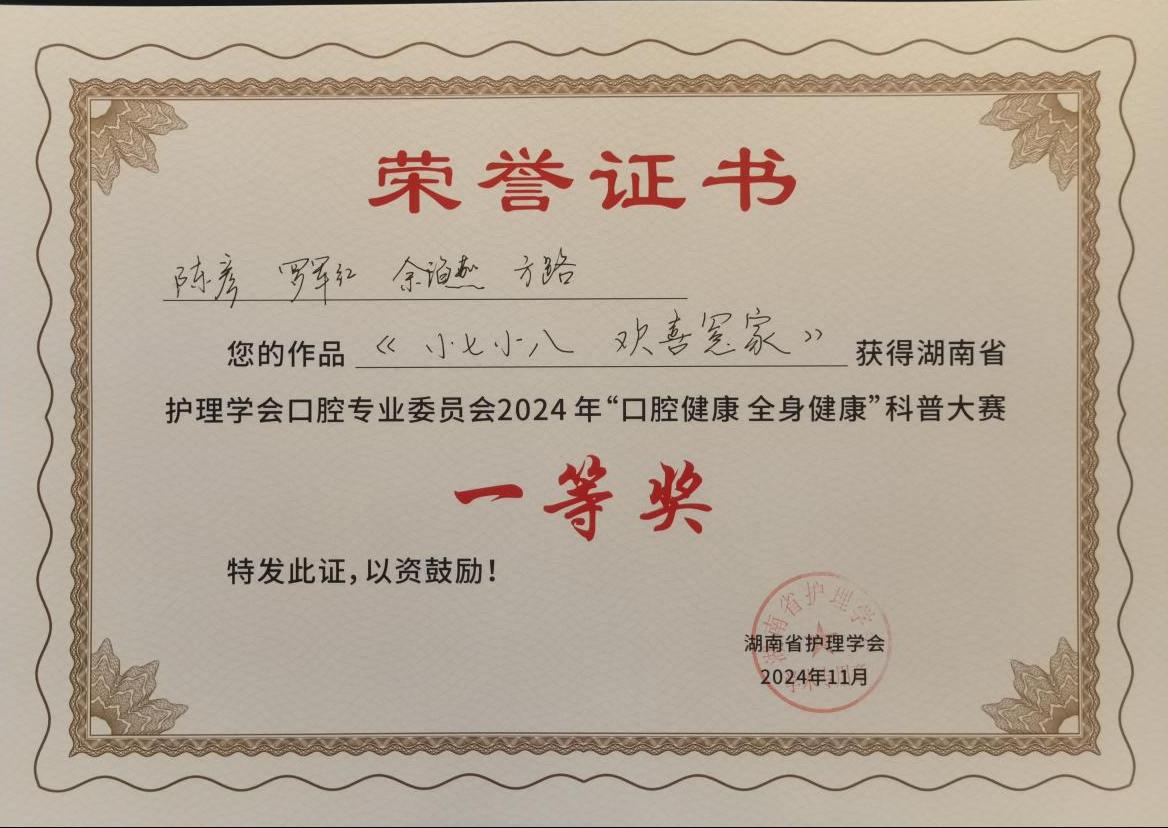 荣誉证书
陈彦 罗军红 余 方路
您的作品《小七小八 欢喜冤家》获得湖南省
护理学会口腔专业委员会2024年“口腔健康 全身健康”科普大赛
一等奖
特发此证，以资鼓励！
湖南省护理学
湖南省护理学会
2024年11月